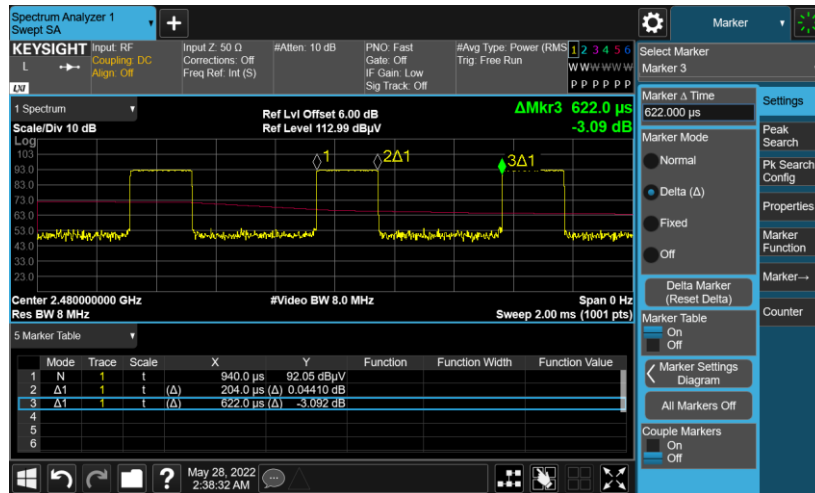 Spectrum Analyzer 1
Swept SA
+
Marker
KEYSIGHT
L
LXI
Input: RF
Coupling: DC
Align: Off
Input Z: 50 Ω
Corrections: Off
Freq Ref: Int (S)
#Atten: 10 dB
PNO: Fast
Gate: Off
IF Gain: Low
Sig Track: Off
#Avg Type: Power (RMS
Trig: Free Run
1 2 3 4 5 6
W W W W W W
P P P P P P
Select Marker
Marker 3
1 Spectrum
Scale/Div 10 dB
Log
Ref Lvl Offset 6.00 dB
Ref Level 112.99 dBµV
ΔMkr3 622.0 µs
-3.09 dB
103
93.0
83.0
73.0
63.0
53.0
43.0
33.0
23.0
1
2Δ1
3Δ1
Center 2.480000000 GHz
Res BW 8 MHz
#Video BW 8.0 MHz
Span 0 Hz
Sweep 2.00 ms (1001 pts)
5 Marker Table
Mode Trace Scale X Y Function Function Width Function Value
1 N 1 t 940.0 µs 92.05 dBµV
2 Δ1 1 t (Δ) 204.0 µs (Δ) 0.04410 dB
3 Δ1 1 t (Δ) 622.0 µs (Δ) -3.092 dB
4
5
6
Marker Δ Time
622.000 µs
Marker Mode
Normal
Delta (Δ)
Fixed
Off
Delta Marker
(Reset Delta)
Marker Table
On
Off
Marker Settings
Diagram
All Markers Off
Couple Markers
On
Off
Settings
Peak
Search
Pk Search
Config
Properties
Marker
Function
Marker→
Counter
?
May 28, 2022
2:38:32 AM